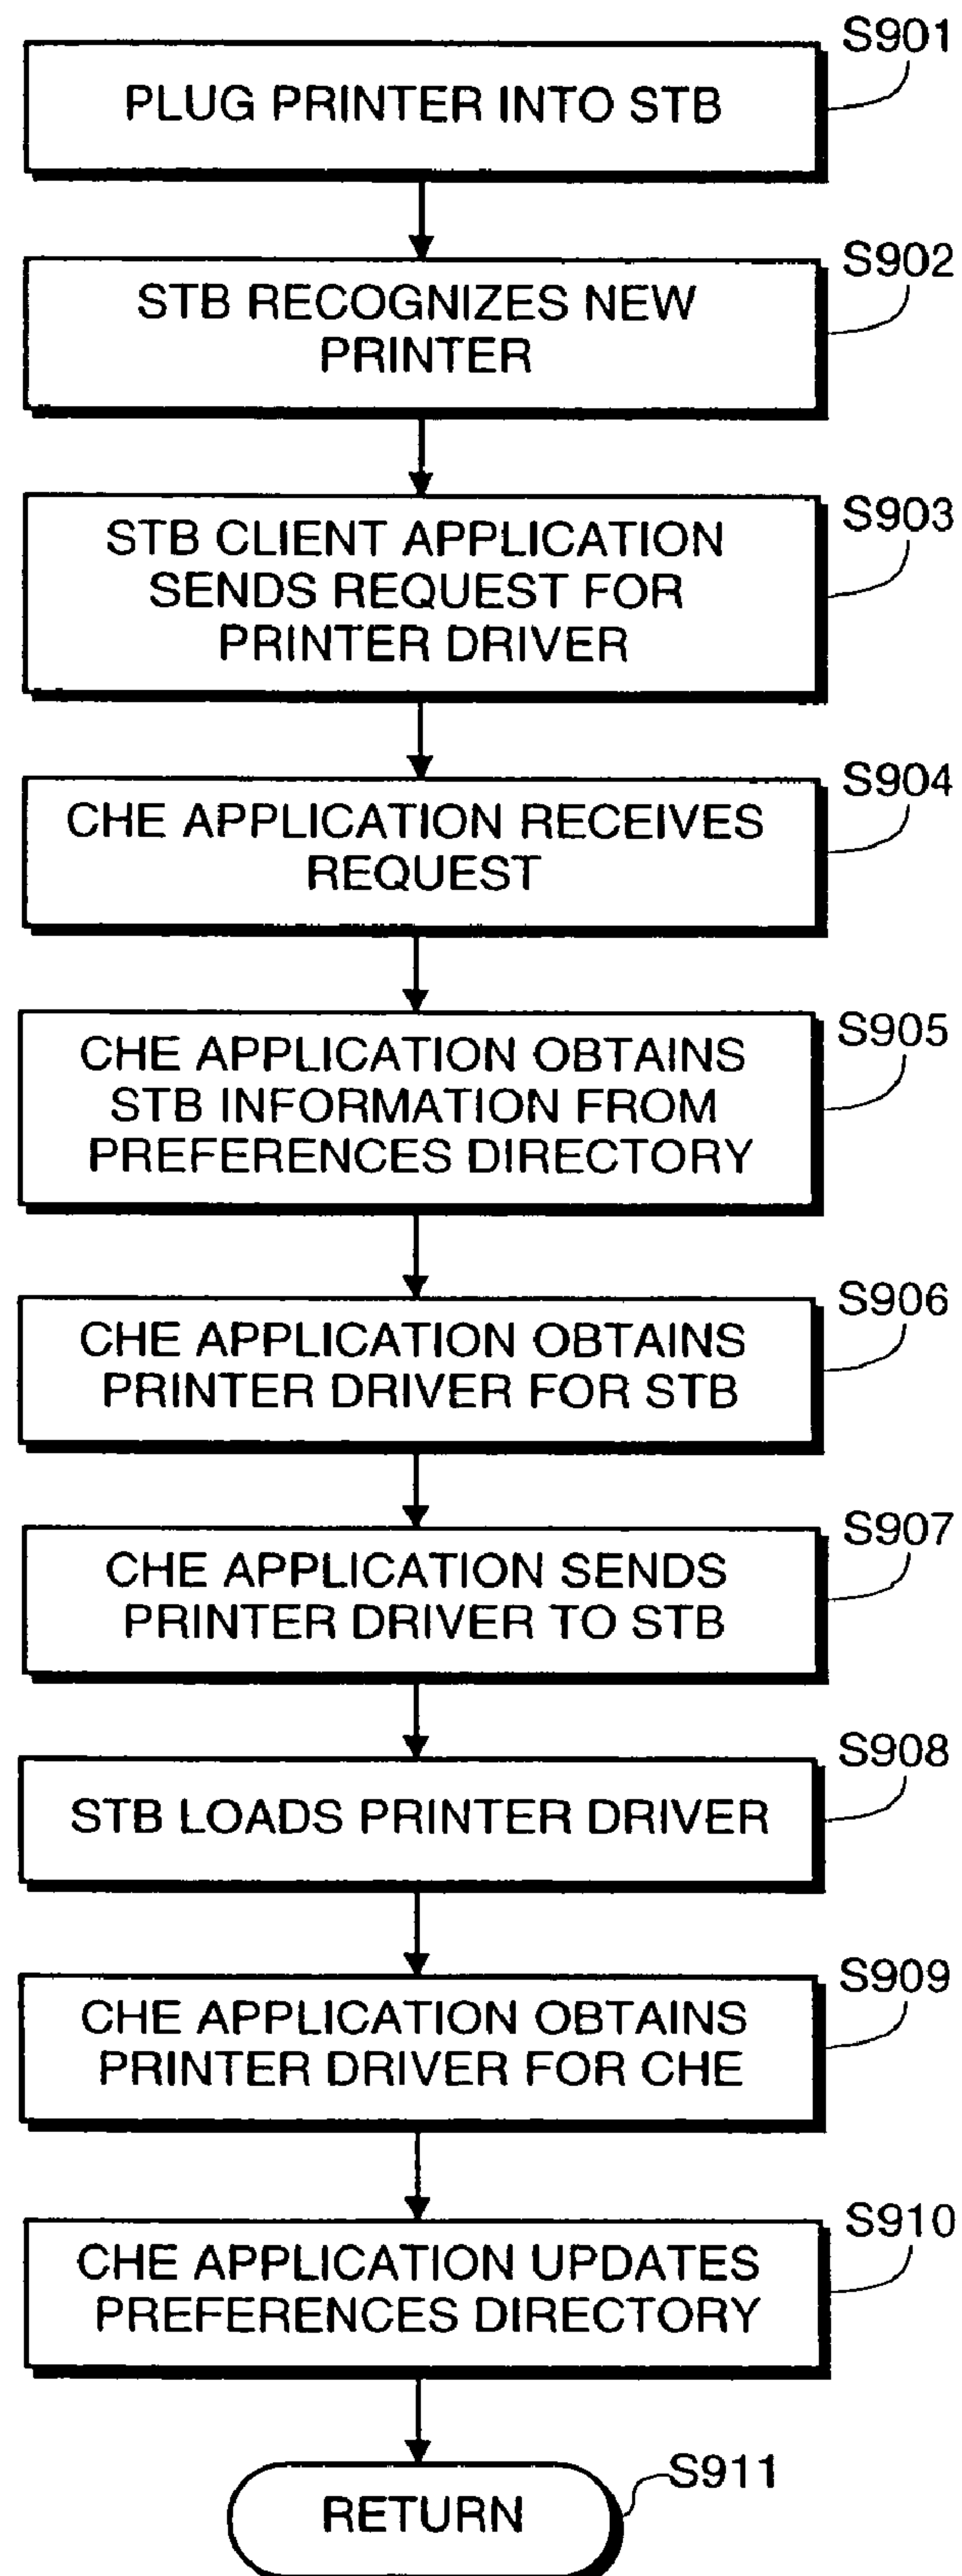 S901
PLUG PRINTER INTO STB
S902
STB RECOGNIZES NEW
PRINTER
S903
STB CLIENT APPLICATION
SENDS REQUEST FOR
PRINTER DRIVER
S904
CHE APPLICATION RECEIVES
REQUEST
S905
CHE APPLICATION OBTAINS
STB INFORMATION FROM
PREFERENCES DIRECTORY
S906
CHE APPLICATION OBTAINS
PRINTER DRIVER FOR STB
S907
CHE APPLICATION SENDS
PRINTER DRIVER TO STB
S908
STB LOADS PRINTER DRIVER
S909
CHE APPLICATION OBTAINS
PRINTER DRIVER FOR CHE
S910
CHE APPLICATION UPDATES
PREFERENCES DIRECTORY
S911
RETURN